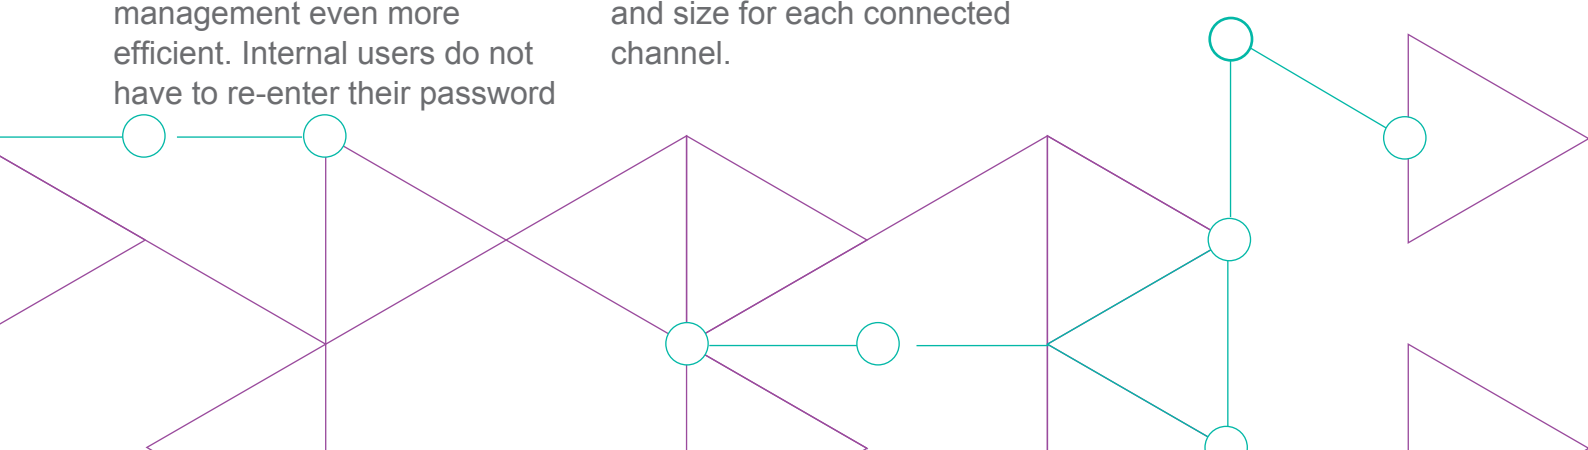 management even more
efficient. Internal users do not
have to re-enter their password
and size for each connected
channel.